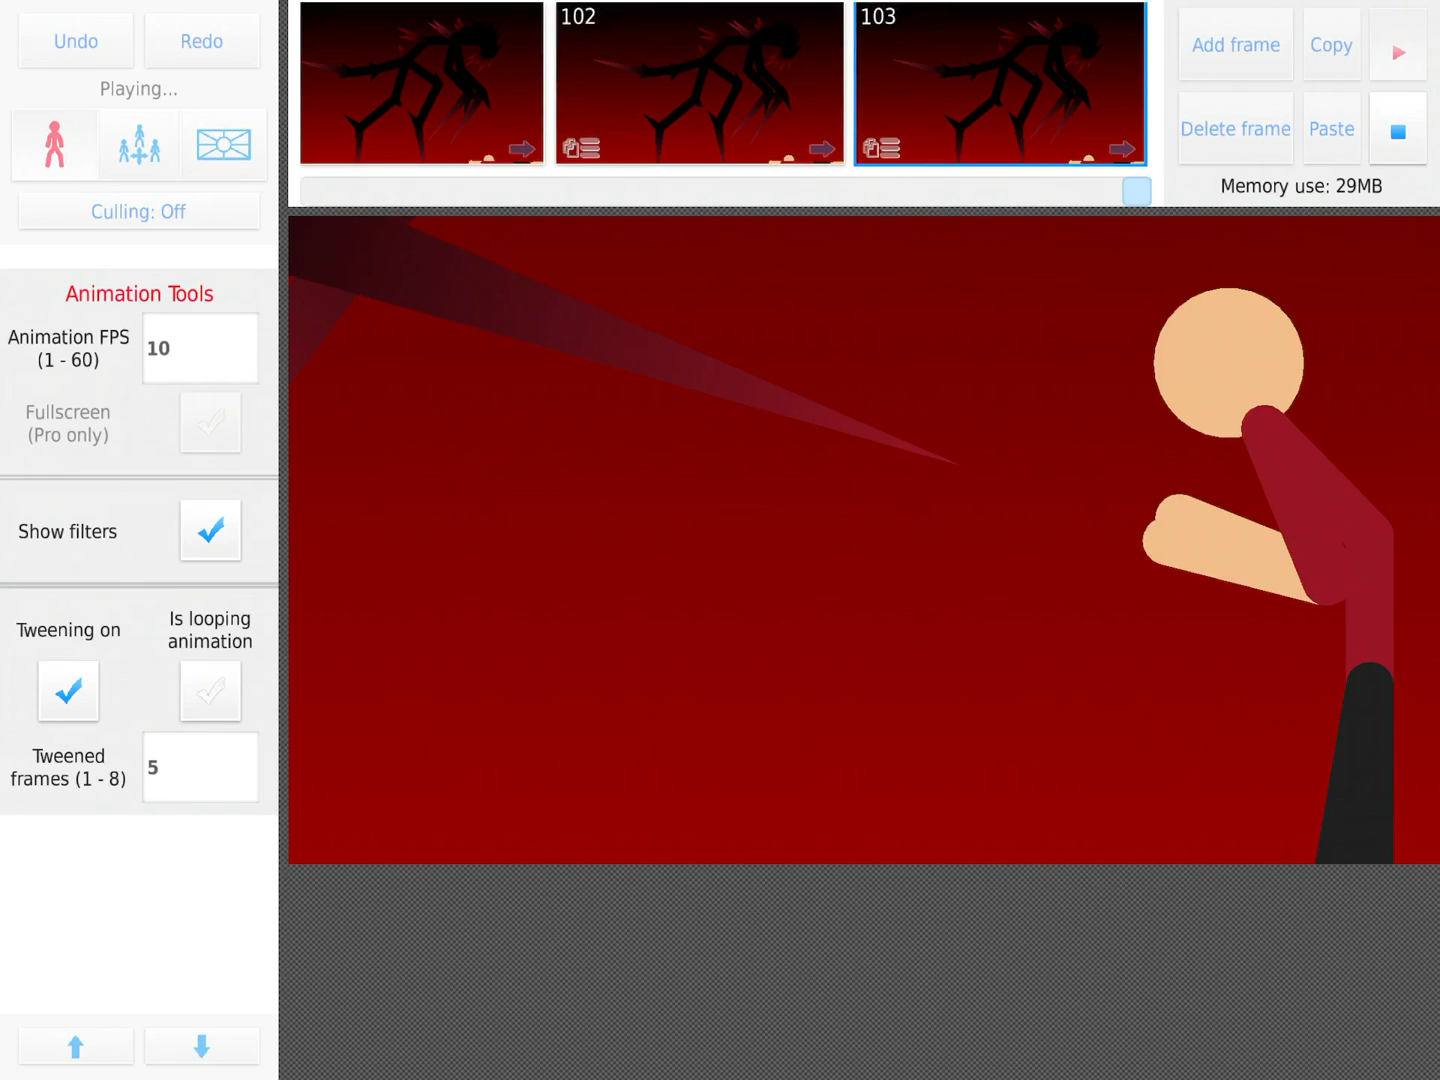 Undo
Redo
Playing...
Culling: Off
102
103
Add frame
Copy
Delete frame
Paste
Memory use: 29MB
Animation Tools
Animation FPS
(1 - 60)
10
Fullscreen
(Pro only)
Show filters
Tweening on
Is looping
animation
Tweened
frames (1 - 8)
5